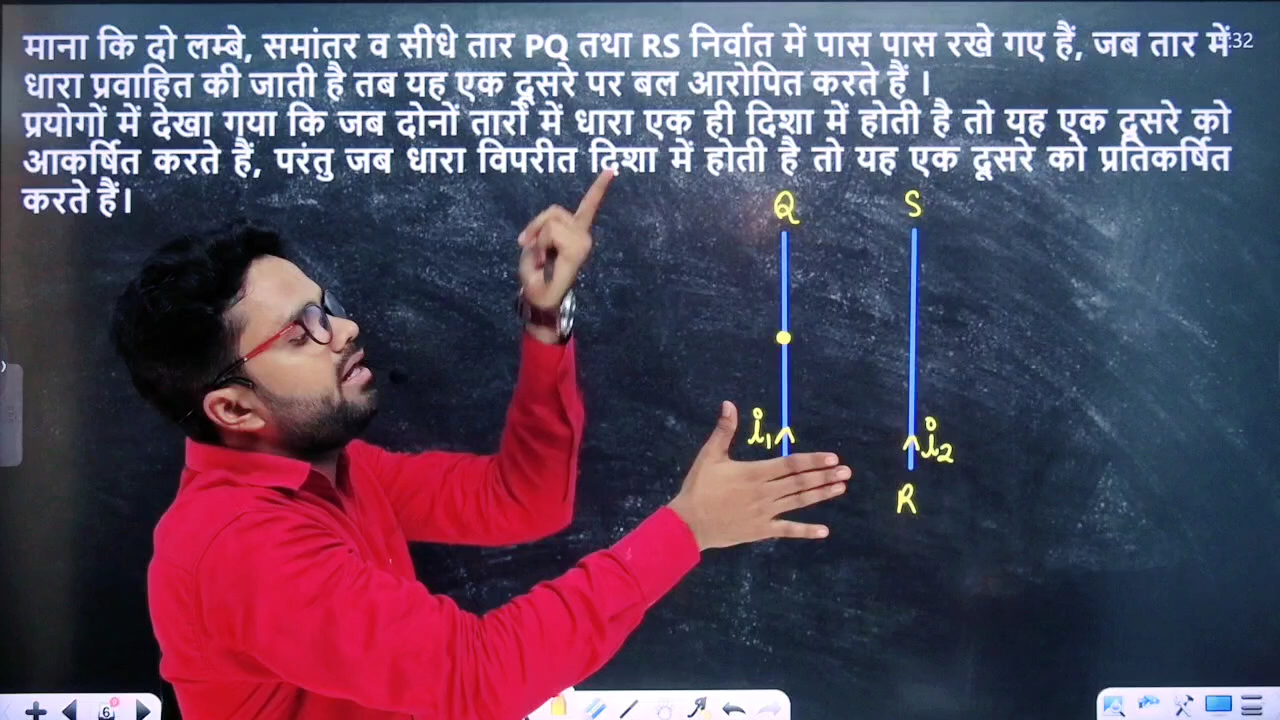 माना कि दो लम्बे, समांतर व सीधे तार PQ तथा RS निर्वात में पास पास रखे गए हैं, जब तार में
:32
धारा प्रवाहित की जाती है तब यह एक दूसरे पर बल आरोपित करते हैं ।
प्रयोगों में देखा गया कि जब दोनों तारों में धारा एक ही दिशा में होती है तो यह एक दूसरे को
आकर्षित करते हैं, परंतु जब धारा विपरीत दिशा में होती है तो यह एक दूसरे को प्रतिकर्षित
करते हैं।
Q S
i₁ i₂
R
6